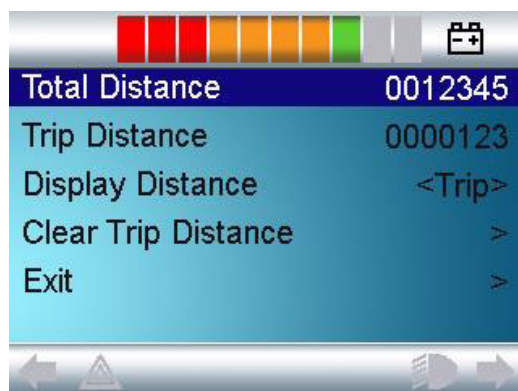 Total Distance 0012345
Trip Distance 0000123
Display Distance <Trip>
Clear Trip Distance >
Exit >